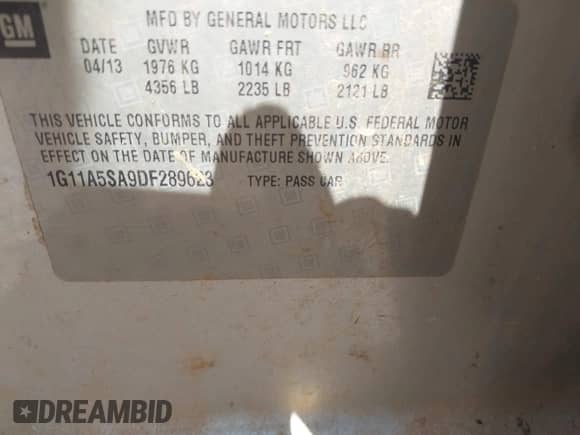 GM
MFD BY GENERAL MOTORS LLC
DATE GVWR GAWR FRT GAWR RR
04/13 1976 KG 1014 KG 962 KG
4356 LB 2235 LB 2121 LB
THIS VEHICLE CONFORMS TO ALL APPLICABLE U.S. FEDERAL MOTOR
VEHICLE SAFETY, BUMPER, AND THEFT PREVENTION STANDARDS IN
EFFECT ON THE DATE OF MANUFACTURE SHOWN ABOVE.
1G11A5SA9DF289623 TYPE: PASS CAR
DREAMBID